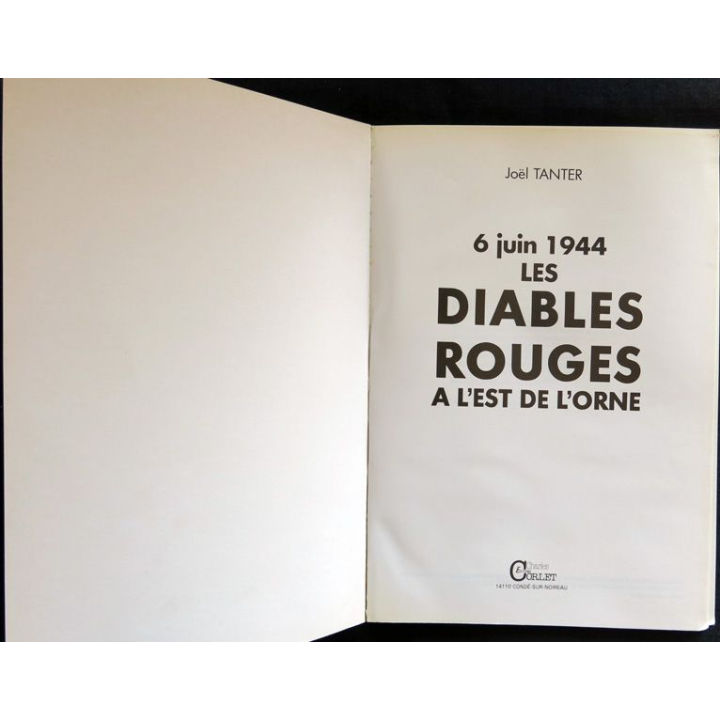 Joël TANTER
6 juin 1944
LES
DIABLES
ROUGES
A L'EST DE L'ORNE
Charles
CORLET
14110 CONDÉ-SUR-NOIREAU